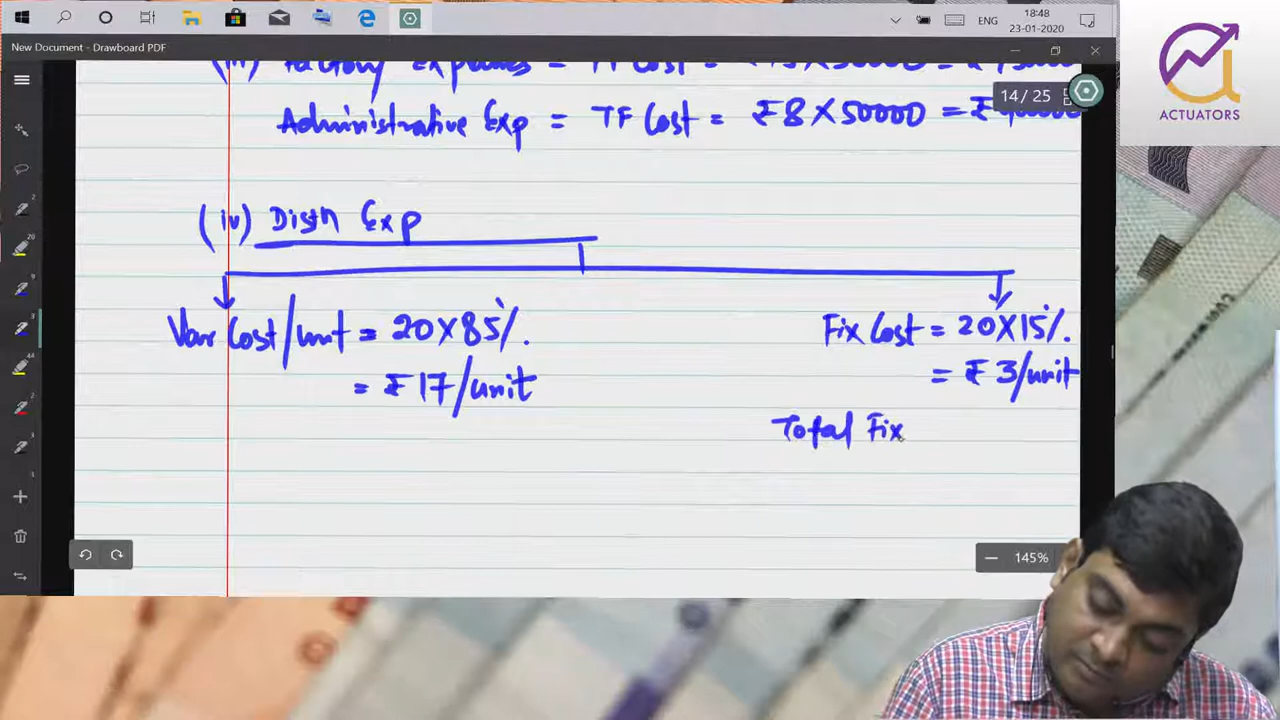 18:48
ENG
23-01-2020
New Document - Drawboard PDF
14 / 25
Administrative Exp = TF Cost = ₹8 X 50000 = ₹
(iv) Distn Exp
Var Cost/unit = 20 X 85%.
= ₹17/unit
Fix Cost = 20 X 15%.
= ₹3/unit
Total Fix
145%
ACTUATORS